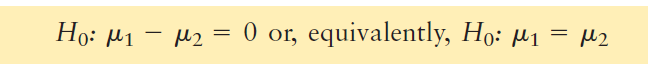 H₀: μ₁ − μ₂ = 0 or, equivalently, H₀: μ₁ = μ₂